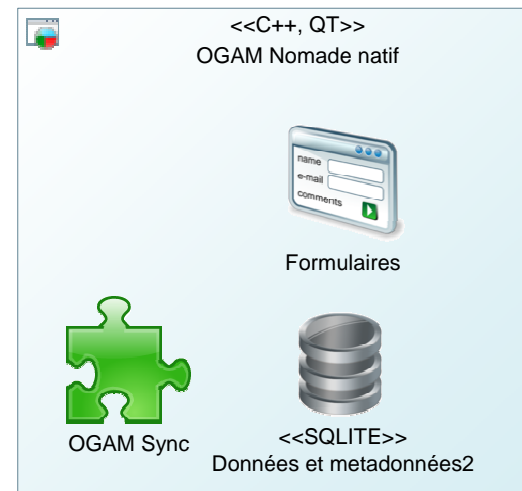 <<C++, QT>>
OGAM Nomade natif
name
e-mail
comments
Formulaires
OGAM Sync
<<SQLITE>>
Données et metadonnées2